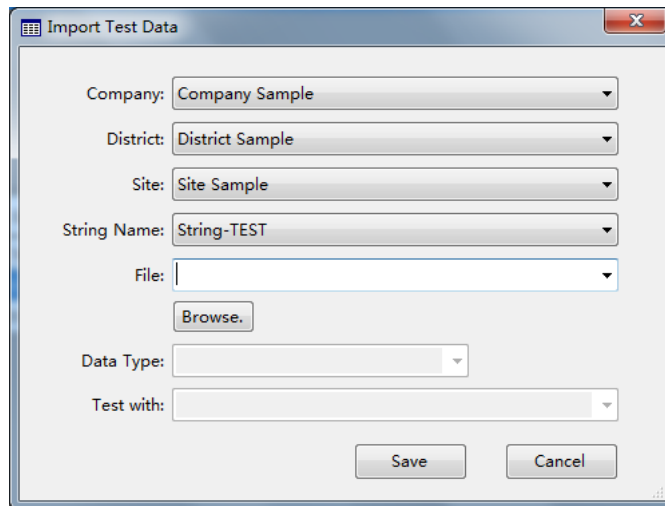 Import Test Data
Company: Company Sample
District: District Sample
Site: Site Sample
String Name: String-TEST
File:
Browse.
Data Type:
Test with:
Save Cancel